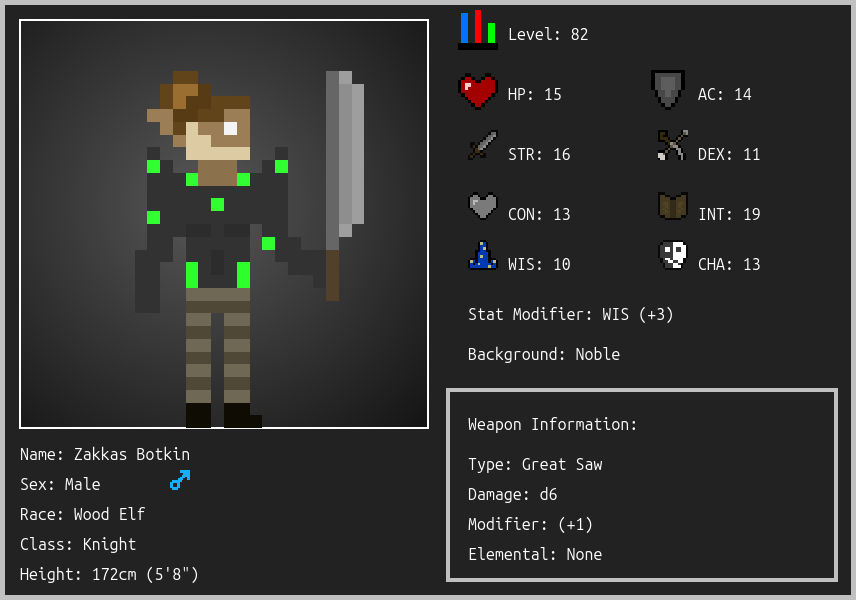 Level: 82
HP: 15
AC: 14
STR: 16
DEX: 11
CON: 13
INT: 19
WIS: 10
CHA: 13
Stat Modifier: WIS (+3)
Background: Noble
Weapon Information:
Type: Great Saw
Damage: d6
Modifier: (+1)
Elemental: None
Name: Zakkas Botkin
Sex: Male
Race: Wood Elf
Class: Knight
Height: 172cm (5'8")